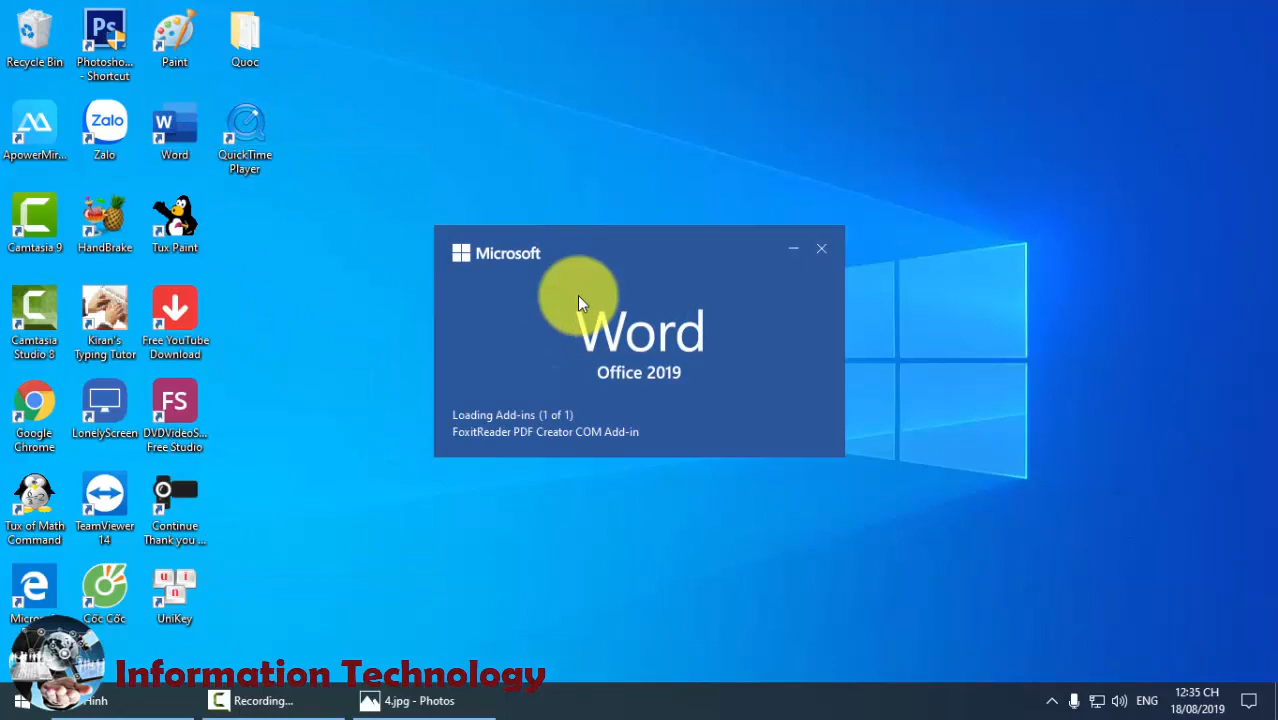 Recycle Bin
Photosho...
- Shortcut
Paint
Quoc
ApowerMir...
Zalo
Zalo
W
Word
QuickTime
Player
Camtasia 9
HandBrake
Tux Paint
Camtasia
Studio 8
Kiran's
Typing Tutor
Free YouTube
Download
Google
Chrome
LonelyScreen
FS
DVDVideoS...
Free Studio
Tux of Math
Command
TeamViewer
14
Continue
Thank you ...
Cốc Cốc
u n i
UniKey
Ps
Microsoft
Word
Office 2019
Loading Add-ins (1 of 1)
FoxitReader PDF Creator COM Add-in
Information Technology
Hinh
Recording...
4.jpg - Photos
ENG
12:35 CH
18/08/2019